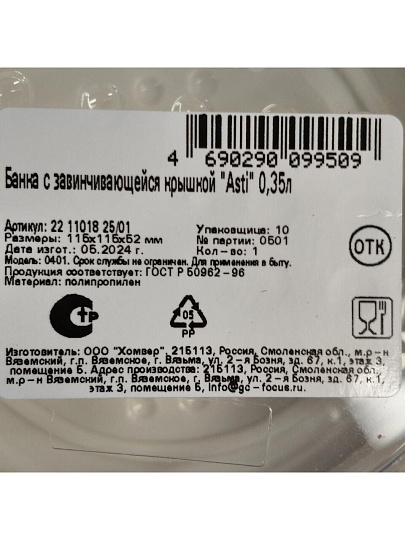 4 690290 099509
Банка с завинчивающейся крышкой "Asti" 0,35л
Артикул: 22 11018 25/01
Упаковщица: 10
Размеры: 115х115х52 мм
№ партии: 0501
Дата изгот.: 05.2024 г.
Кол-во: 1
Модель: 0401. Срок службы не ограничен. Для применения в быту.
Продукция соответствует: ГОСТ Р 50962-96
Материал: полипропилен
ОТК
05
PP
Изготовитель: ООО "Хомвер", 215113, Россия, Смоленская обл., м.р-н
Вяземский, г.п. Вяземское, г. Вязьма, ул. 2-я Бозня, зд. 67, к.1, этаж 3,
помещение Б. Адрес производства: 215113, Россия, Смоленская обл.,
м.р-н Вяземский, г.п. Вяземское, г. Вязьма, ул. 2-я Бозня, зд. 67, к.1,
этаж 3, помещение Б, info@gc-focus.ru.